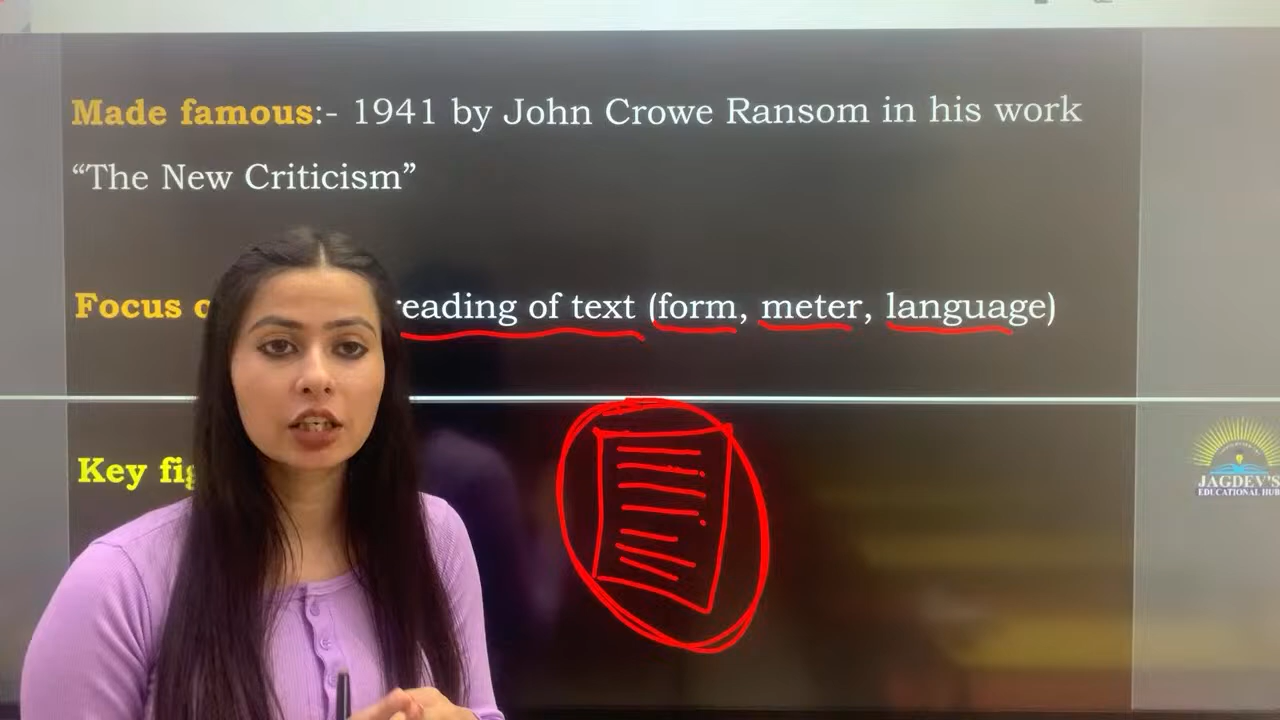 Made famous:- 1941 by John Crowe Ransom in his work
“The New Criticism”
Focus reading of text (form, meter, language)
Key
JAGDEV'S
EDUCATIONAL HUB